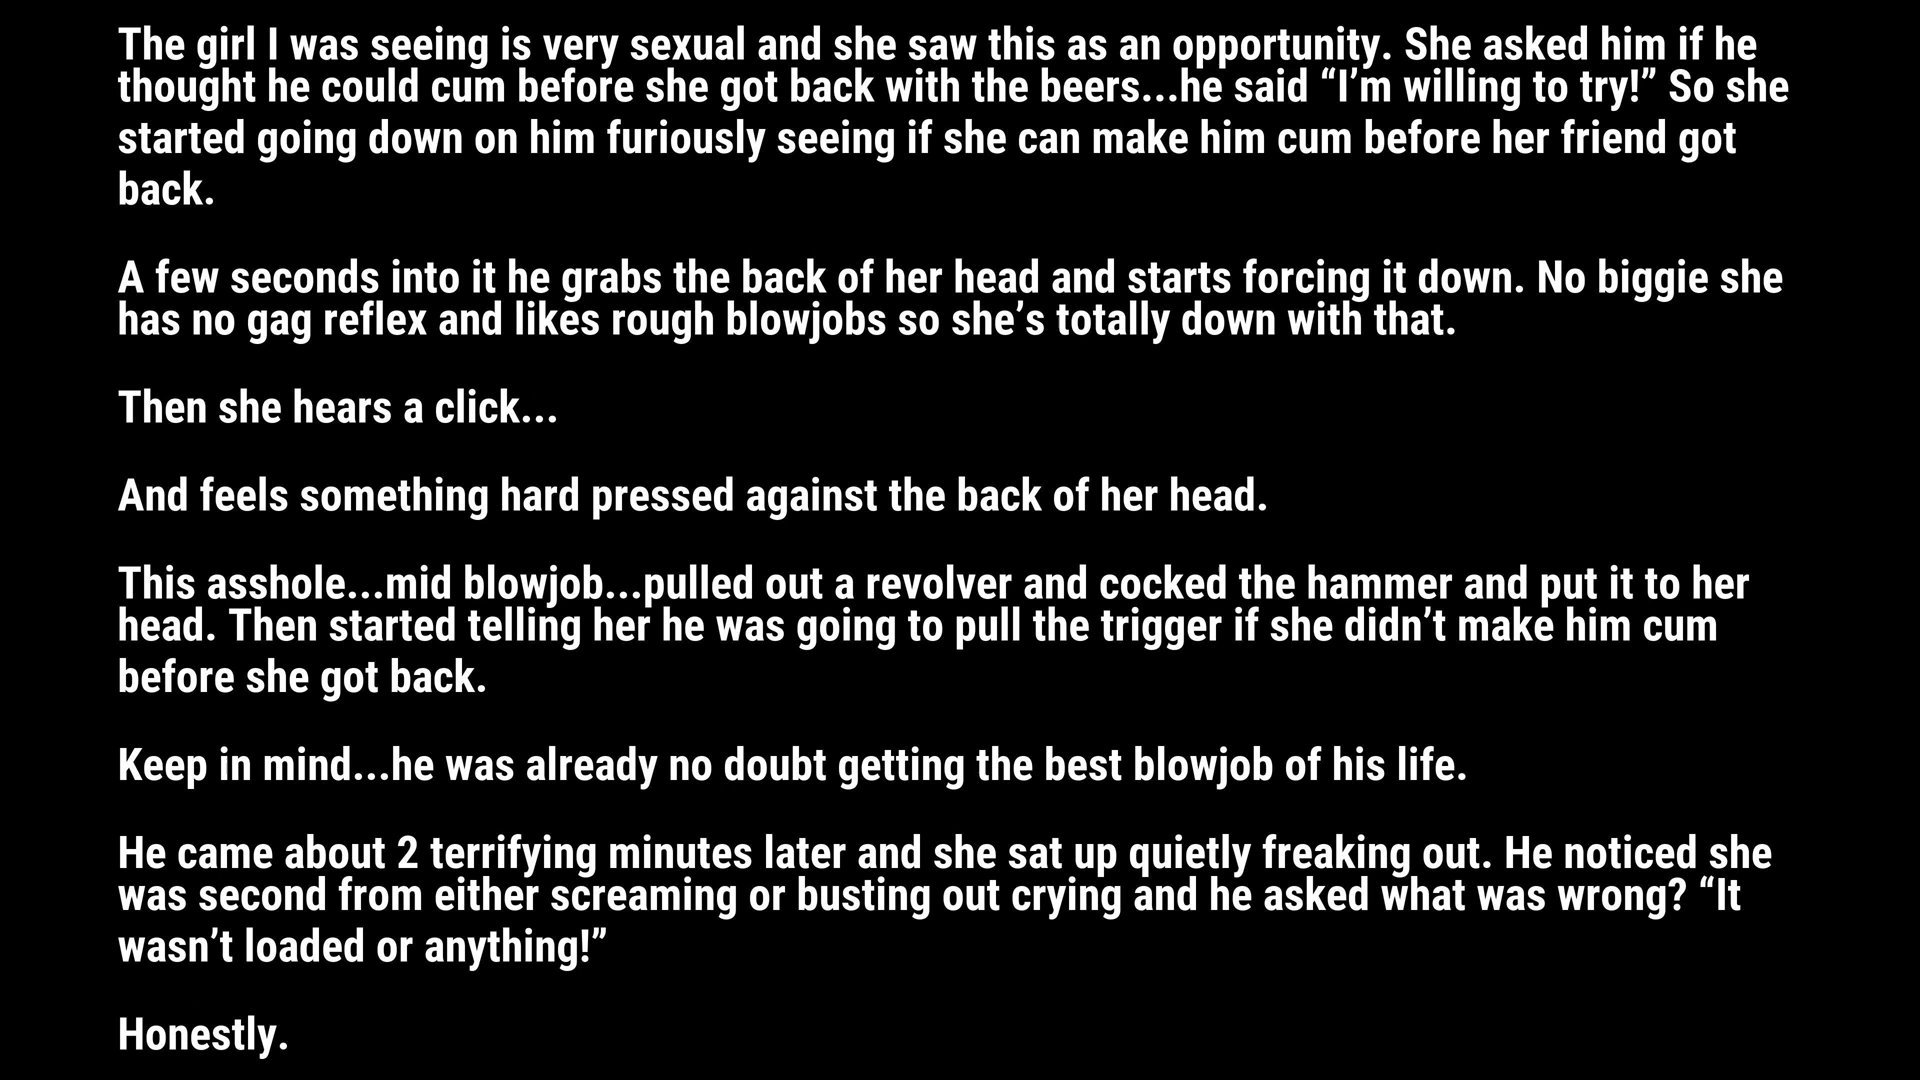 The girl I was seeing is very sexual and she saw this as an opportunity. She asked him if he
thought he could cum before she got back with the beers...he said “I’m willing to try!” So she
started going down on him furiously seeing if she can make him cum before her friend got
back.
A few seconds into it he grabs the back of her head and starts forcing it down. No biggie she
has no gag reflex and likes rough blowjobs so she’s totally down with that.
Then she hears a click...
And feels something hard pressed against the back of her head.
This asshole...mid blowjob...pulled out a revolver and cocked the hammer and put it to her
head. Then started telling her he was going to pull the trigger if she didn’t make him cum
before she got back.
Keep in mind...he was already no doubt getting the best blowjob of his life.
He came about 2 terrifying minutes later and she sat up quietly freaking out. He noticed she
was second from either screaming or busting out crying and he asked what was wrong? “It
wasn’t loaded or anything!”
Honestly.